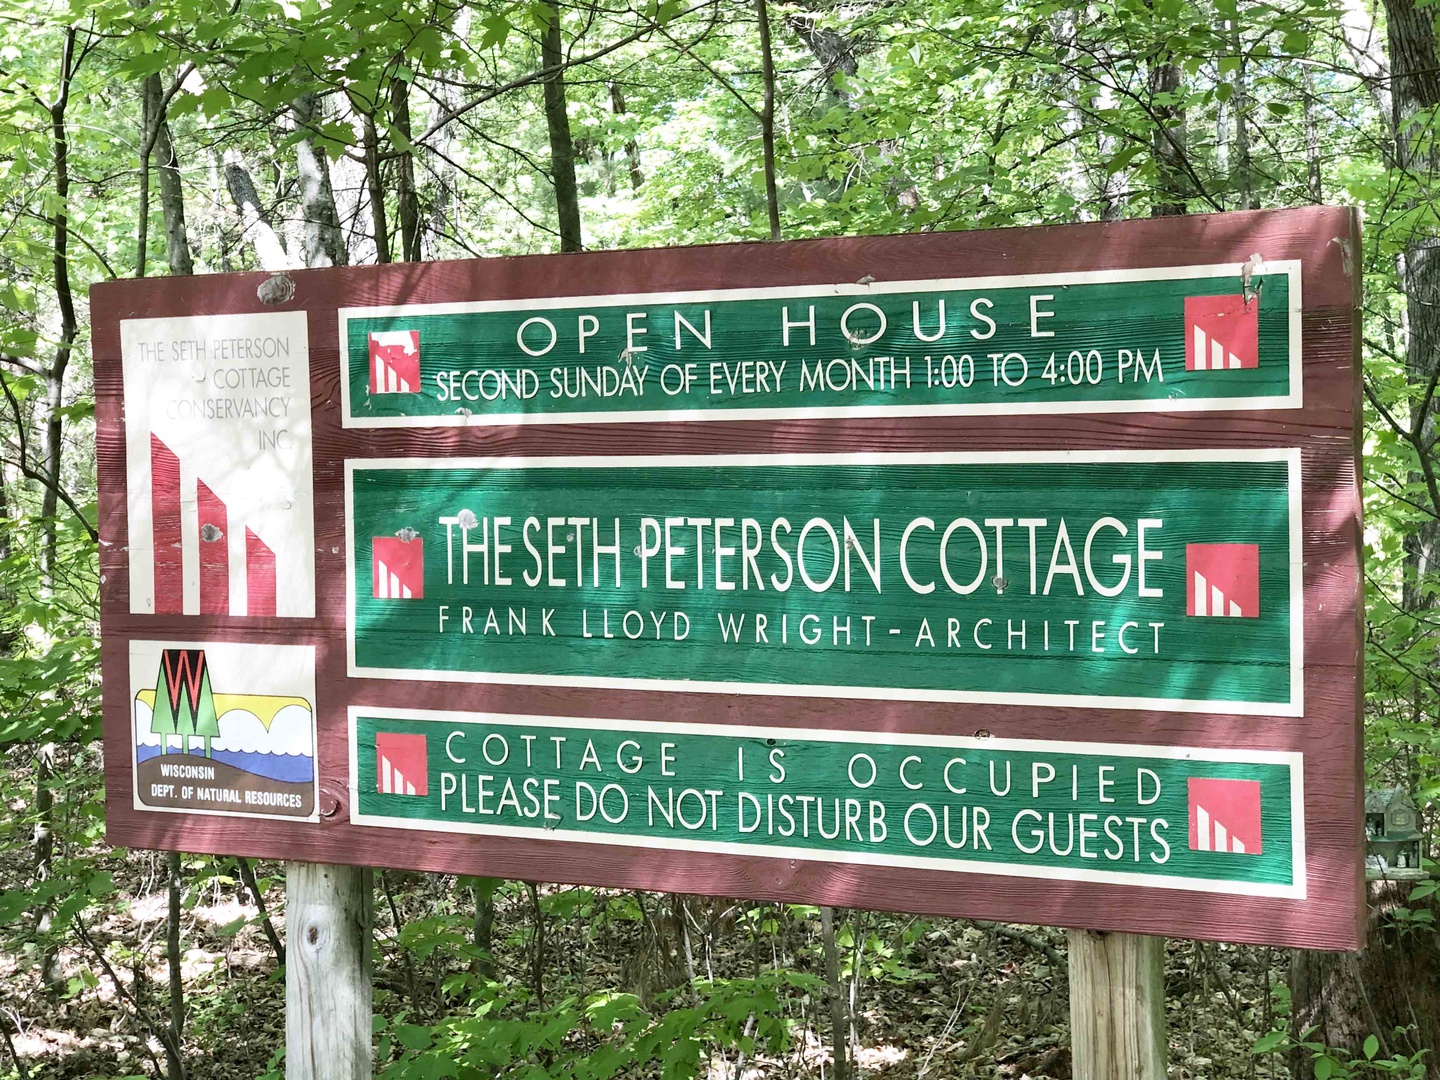 THE SETH PETERSON
COTTAGE
CONSERVANCY
INC.
W
WISCONSIN
DEPT. OF NATURAL RESOURCES
OPEN HOUSE
SECOND SUNDAY OF EVERY MONTH 1:00 TO 4:00 PM
THE SETH PETERSON COTTAGE
FRANK LLOYD WRIGHT-ARCHITECT
COTTAGE IS OCCUPIED
PLEASE DO NOT DISTURB OUR GUESTS